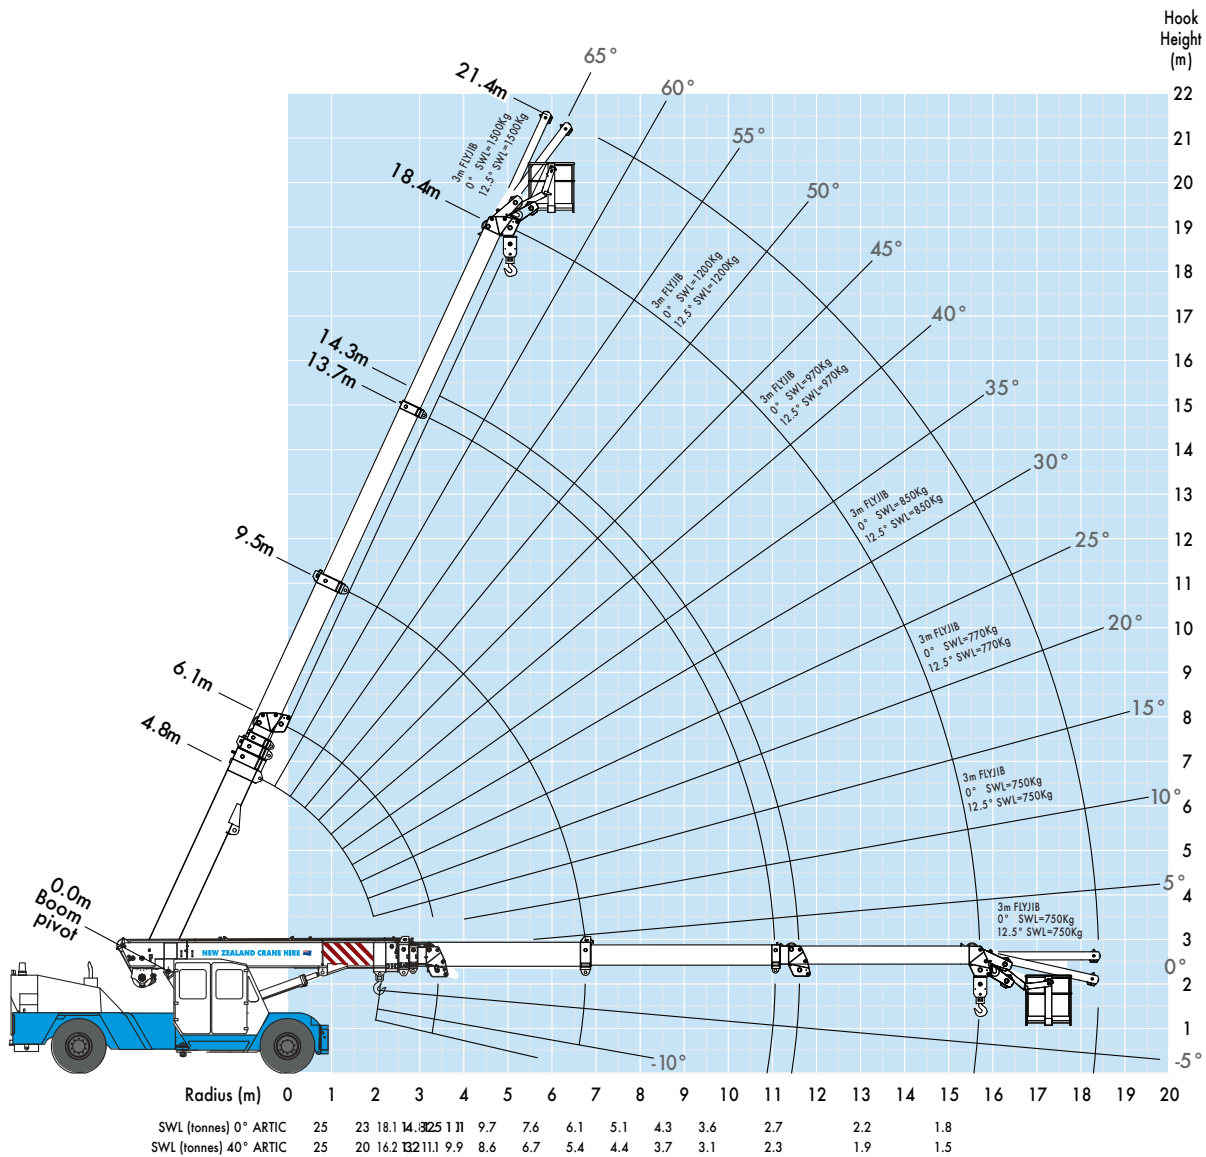 Hook
Height
(m)
65°
21.4m
60°
22
3m FLYJIB
0° SWL=1500Kg
12.5° SWL=1500Kg
55°
21
18.4m
50°
20
19
45°
3m FLYJIB
0° SWL=1200Kg
12.5° SWL=1200Kg
18
40°
17
14.3m
13.7m
3m FLYJIB
0° SWL=970Kg
12.5° SWL=970Kg
16
35°
15
14
30°
3m FLYJIB
0° SWL=850Kg
12.5° SWL=850Kg
13
9.5m
25°
12
11
20°
3m FLYJIB
0° SWL=770Kg
12.5° SWL=770Kg
10
6.1m
9
4.8m
15°
8
3m FLYJIB
0° SWL=750Kg
12.5° SWL=750Kg
7
10°
6
5
0.0m
Boom
pivot
5°
4
3m FLYJIB
0° SWL=750Kg
12.5° SWL=750Kg
3
NEW ZEALAND CRANE HIRE
0°
2
1
-10°
-5°
Radius (m) 0 1 2 3 4 5 6 7 8 9 10 11 12 13 14 15 16 17 18 19 20
SWL (tonnes) 0° ARTIC 25 23 18.1 9.7 7.6 6.1 5.1 4.3 3.6 2.7 2.2 1.8
SWL (tonnes) 40° ARTIC 25 20 16.2 11.1 9.9 8.6 6.7 5.4 4.4 3.7 3.1 2.3 1.9 1.5